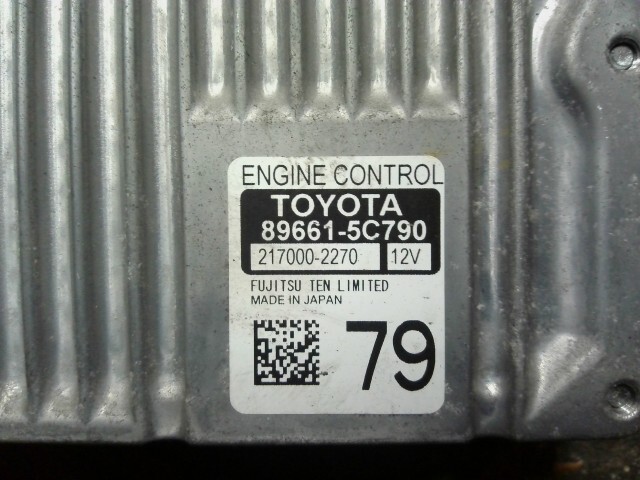 ENGINE CONTROL
TOYOTA
89661-5C790
217000-2270 12V
FUJITSU TEN LIMITED
MADE IN JAPAN
79